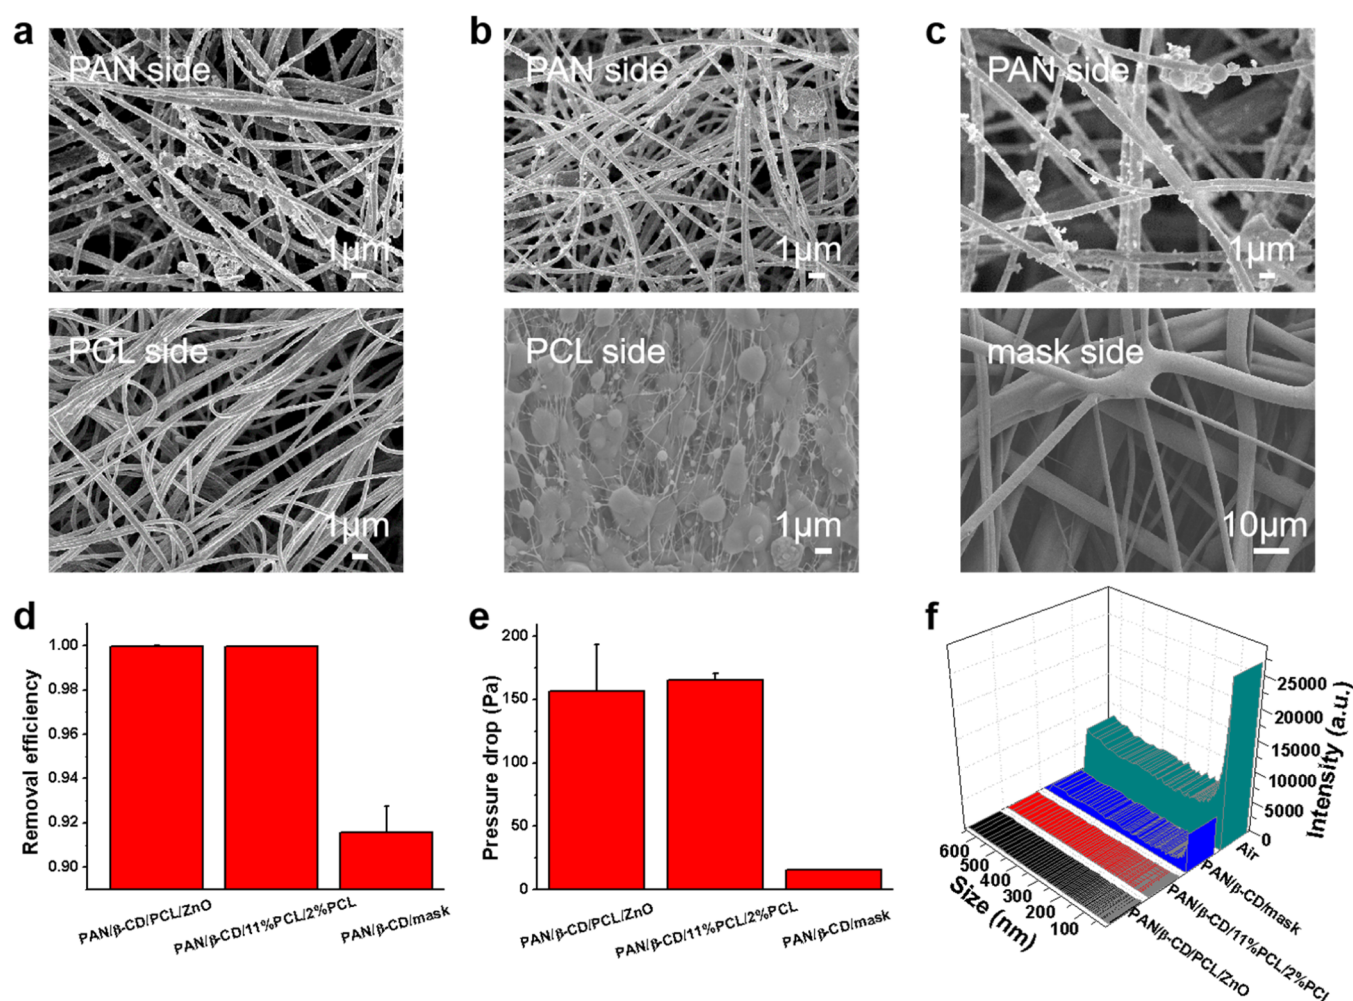 a
b
c
PAN side
PAN side
PAN side
1μm
1μm
1μm
PCL side
PCL side
mask side
1μm
1μm
10μm
d
e
f
Removal efficiency
1.00
0.98
0.96
0.94
0.92
0.90
PAN/β-CD/PCL/ZnO
PAN/β-CD/11%PCL/2%PCL
PAN/β-CD/mask
Pressure drop (Pa)
200
150
100
50
0
PAN/β-CD/PCL/ZnO
PAN/β-CD/11%PCL/2%PCL
PAN/β-CD/mask
25000
20000
15000
10000
5000
0
Intensity (a.u.)
600
500
400
300
200
100
Size (nm)
Air
PAN/β-CD/mask
PAN/β-CD/11%PCL/2%PCL
PAN/β-CD/PCL/ZnO